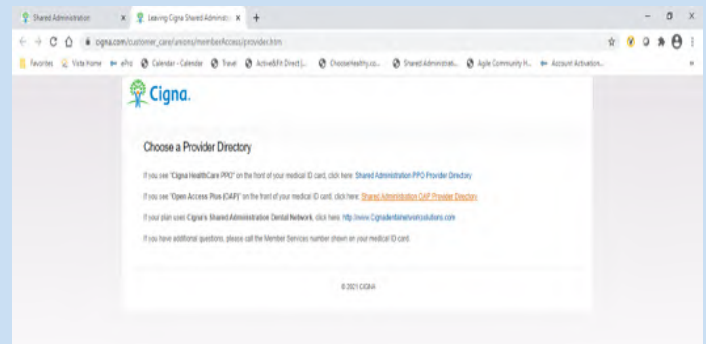 Shared Administration
Leaving Cigna Shared Administr
cigna.com/customer_care/unions/memberAccess/provider.htm
Favorites Vista Home ePro Calendar - Calendar Travel Active&Fit Direct |... ChooseHealthy.co... Shared Administrat... Agile Community H... Account Activation...
Cigna.
Choose a Provider Directory
If you see "Cigna HealthCare PPO" on the front of your medical ID card, click here: Shared Administration PPO Provider Directory
If you see "Open Access Plus (OAP)" on the front of your medical ID card, click here: Shared Administration OAP Provider Directory
If your plan uses Cigna's Shared Administration Dental Network, click here: http://www.Cignadentalnetworksolutions.com
If you have additional questions, please call the Member Services number shown on your medical ID card.
© 2021 CIGNA